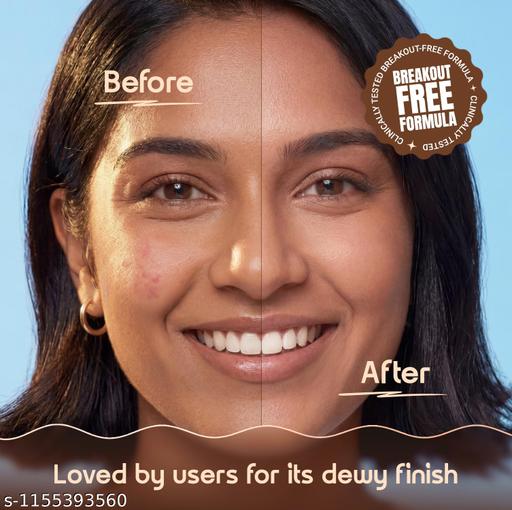 Before
CLINICALLY TESTED BREAKOUT-FREE FORMULA
BREAKOUT
FREE
FORMULA
CLINICALLY TESTED
After
Loved by users for its dewy finish
s-1155393560